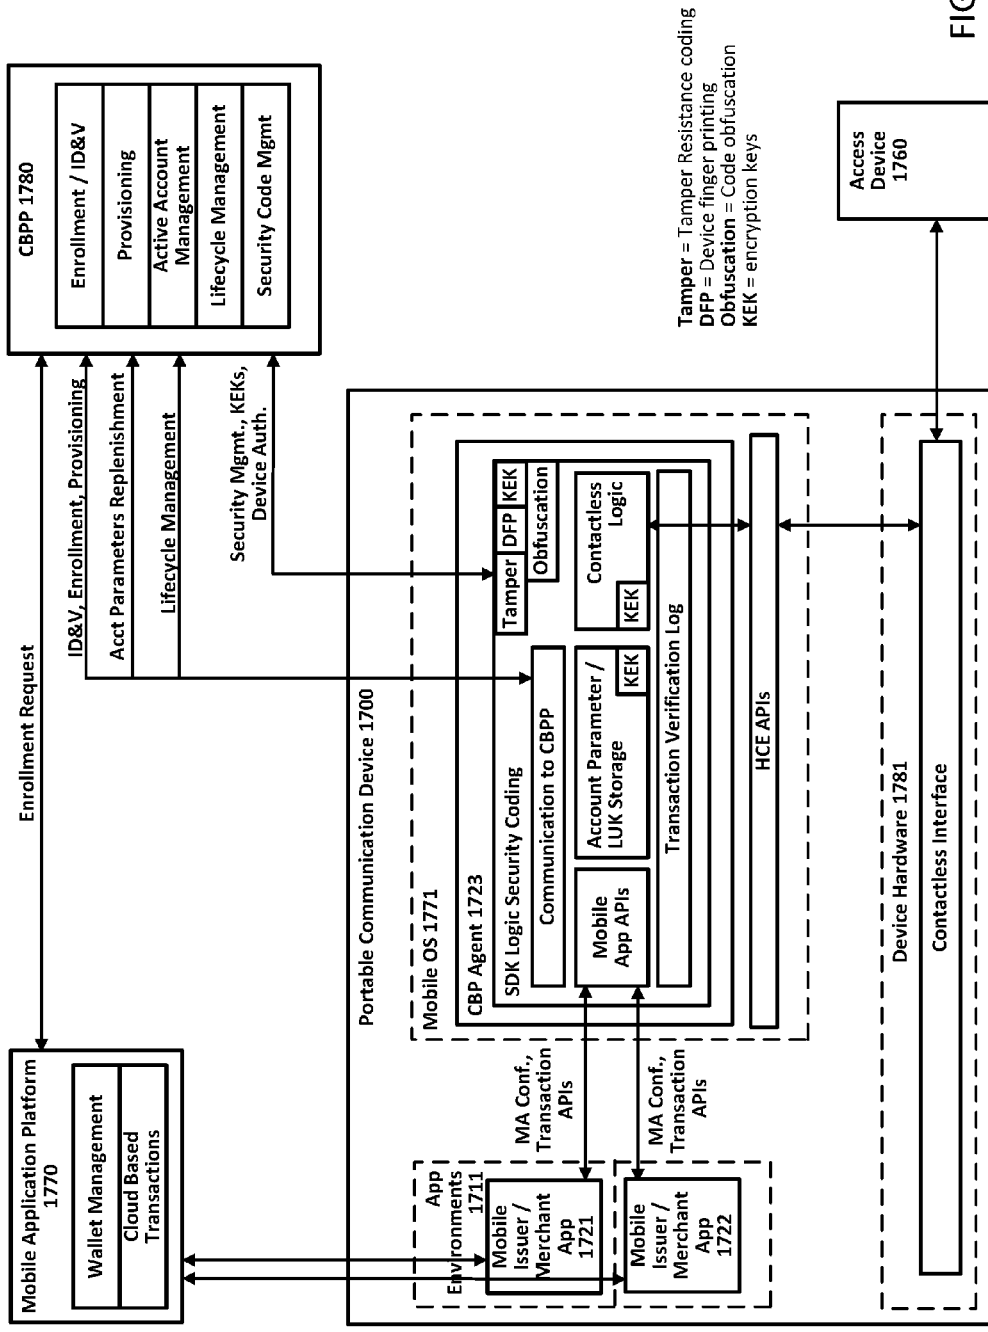 Mobile Application Platform
1770
Wallet Management
Cloud Based
Transactions
Enrollment Request
CBPP 1780
Enrollment / ID&V
Provisioning
Active Account
Management
Lifecycle Management
Security Code Mgmt
ID&V, Enrollment, Provisioning
Acct Parameters Replenishment
Lifecycle Management
Security Mgmt., KEKs,
Device Auth.
Portable Communication Device 1700
App
Environments 1711
Mobile
Issuer /
Merchant
App
1721
Mobile
Issuer /
Merchant
App
1722
MA Conf.,
Transaction
APIs
MA Conf.,
Transaction
APIs
Mobile OS 1771
CBP Agent 1723
SDK Logic Security Coding
Tamper
DFP
KEK
Obfuscation
Communication to CBPP
Mobile
App APIs
Account Parameter /
LUK Storage
KEK
Contactless
Logic
KEK
Transaction Verification Log
HCE APIs
Device Hardware 1781
Contactless Interface
Tamper = Tamper Resistance coding
DFP = Device finger printing
Obfuscation = Code obfuscation
KEK = encryption keys
Access
Device
1760
FIG